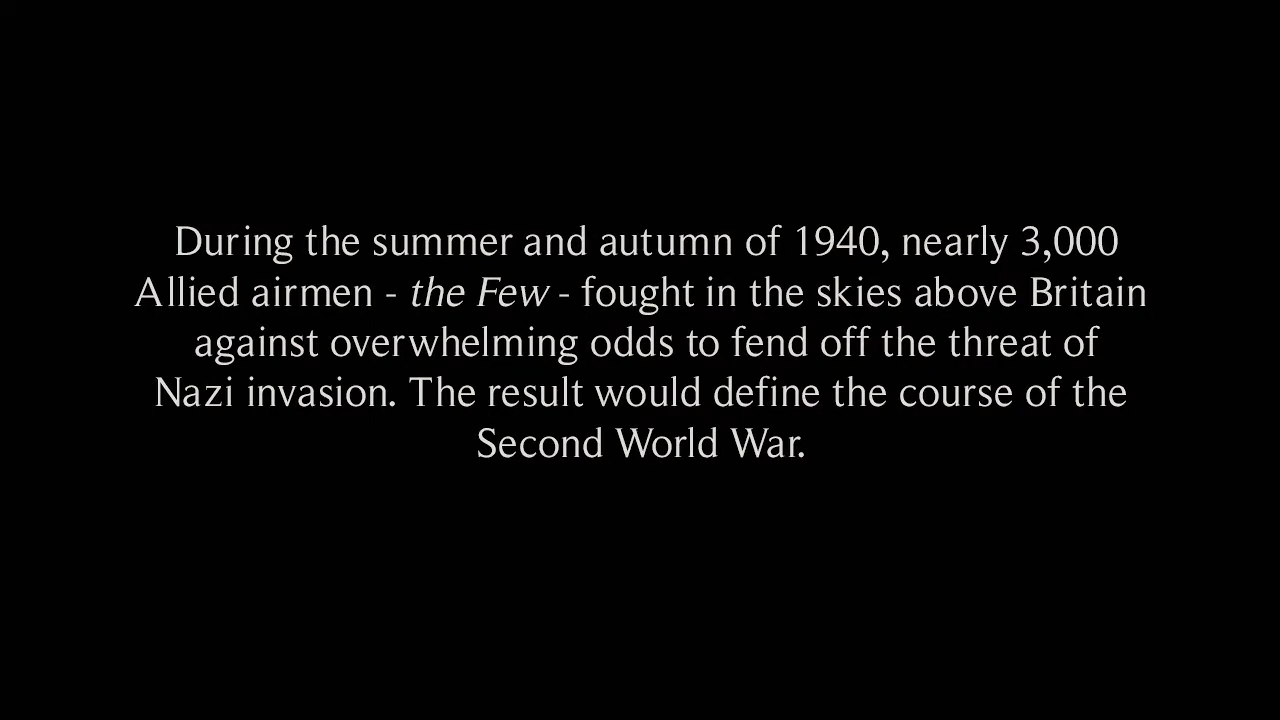 During the summer and autumn of 1940, nearly 3,000
Allied airmen - the Few - fought in the skies above Britain
against overwhelming odds to fend off the threat of
Nazi invasion. The result would define the course of the
Second World War.